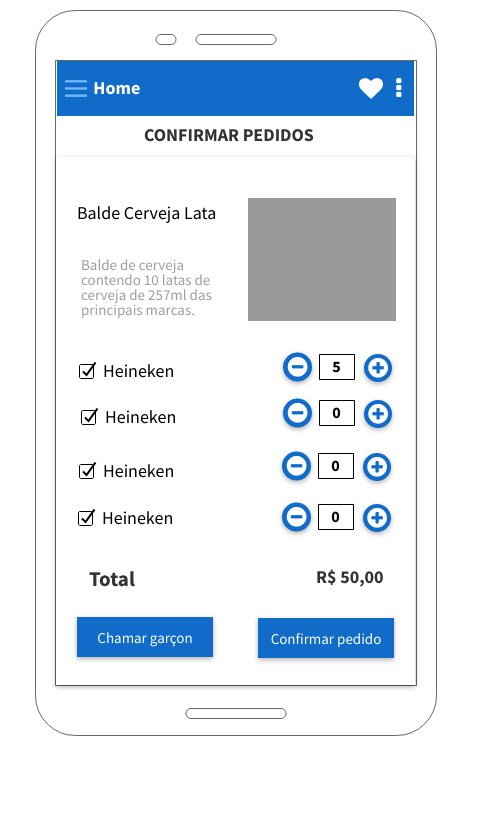 Home
CONFIRMAR PEDIDOS
Balde Cerveja Lata
Balde de cerveja
contendo 10 latas de
cerveja de 257ml das
principais marcas.
Heineken 5
Heineken 0
Heineken 0
Heineken 0
Total R$ 50,00
Chamar garçon Confirmar pedido